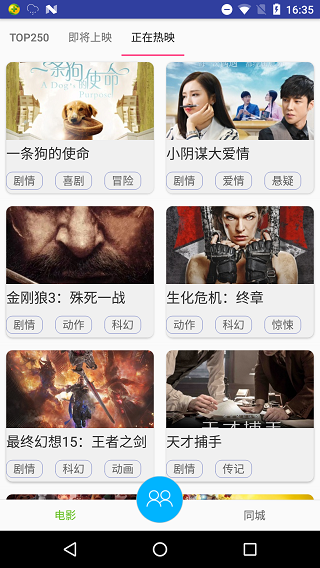 16:35
TOP250 即将上映 正在热映
一条狗的使命
A Dog's Purpose
一条狗的使命
剧情 喜剧 冒险
小阴谋大爱情
剧情 爱情 悬疑
金刚狼3：殊死一战
剧情 动作 科幻
生化危机：终章
动作 科幻 惊悚
最终幻想15：王者之剑
剧情 科幻 动画
天才捕手
天才捕手
剧情 传记
电影 同城